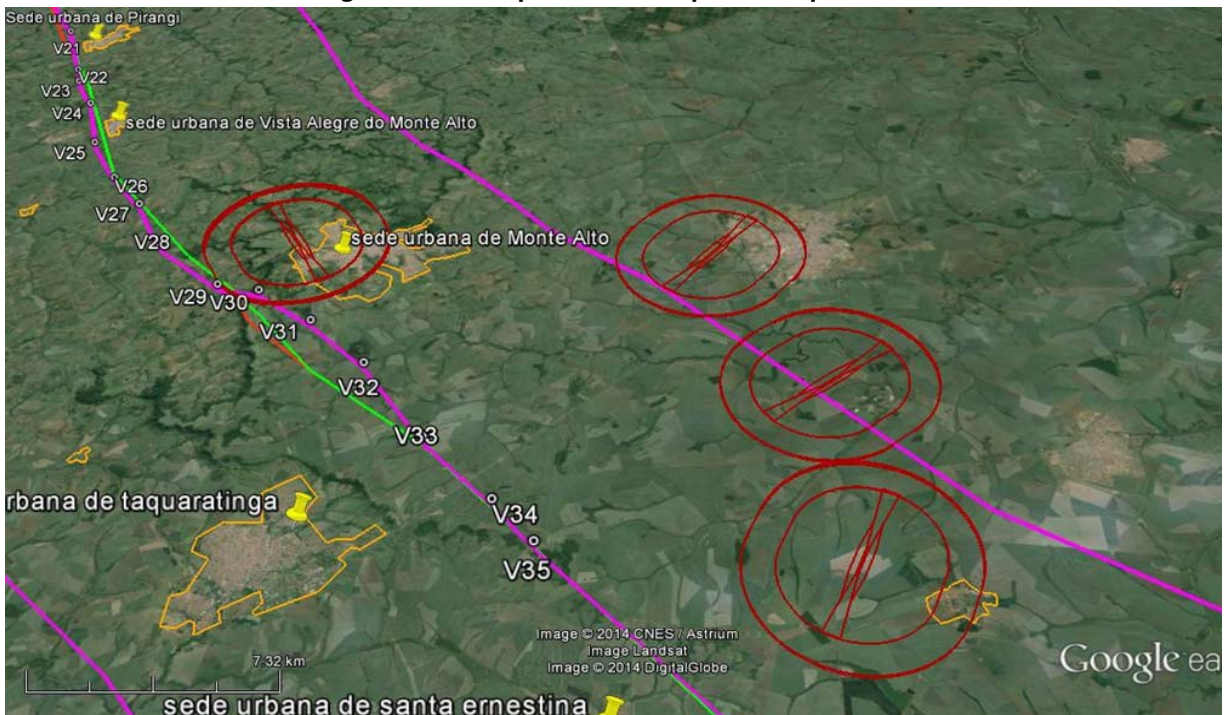 Sede urbana de Pirangi
V21
V22
V23
V24
sede urbana de Vista Alegre do Monte Alto
V25
V26
V27
V28
sede urbana de Monte Alto
V29
V30
V31
V32
V33
rbana de taquaratinga
V34
V35
Image © 2014 CNES / Astrium
Image Landsat
Image © 2014 DigitalGlobe
7.32 km
Google ea
sede urbana de santa ernestina